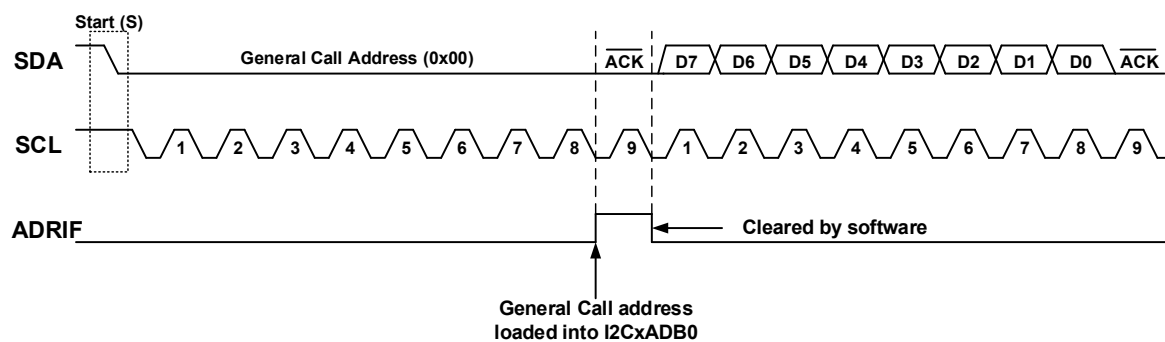 Start (S)
SDA General Call Address (0x00) ACK D7 D6 D5 D4 D3 D2 D1 D0 ACK
SCL 1 2 3 4 5 6 7 8 9 1 2 3 4 5 6 7 8 9
ADRIF Cleared by software
General Call address
loaded into I2CxADB0